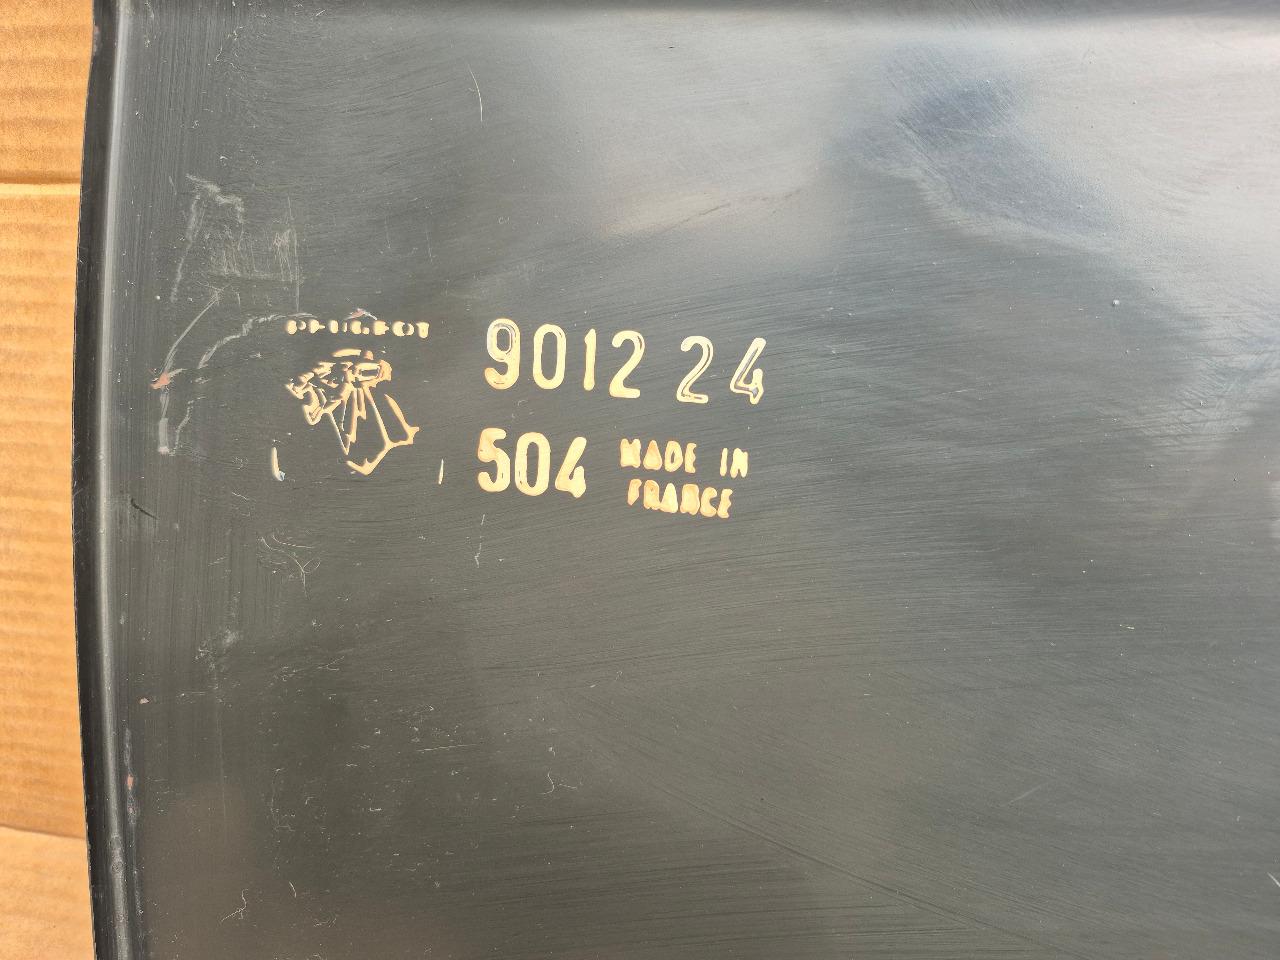 PEUGEOT
9012 24
504 MADE IN
FRANCE